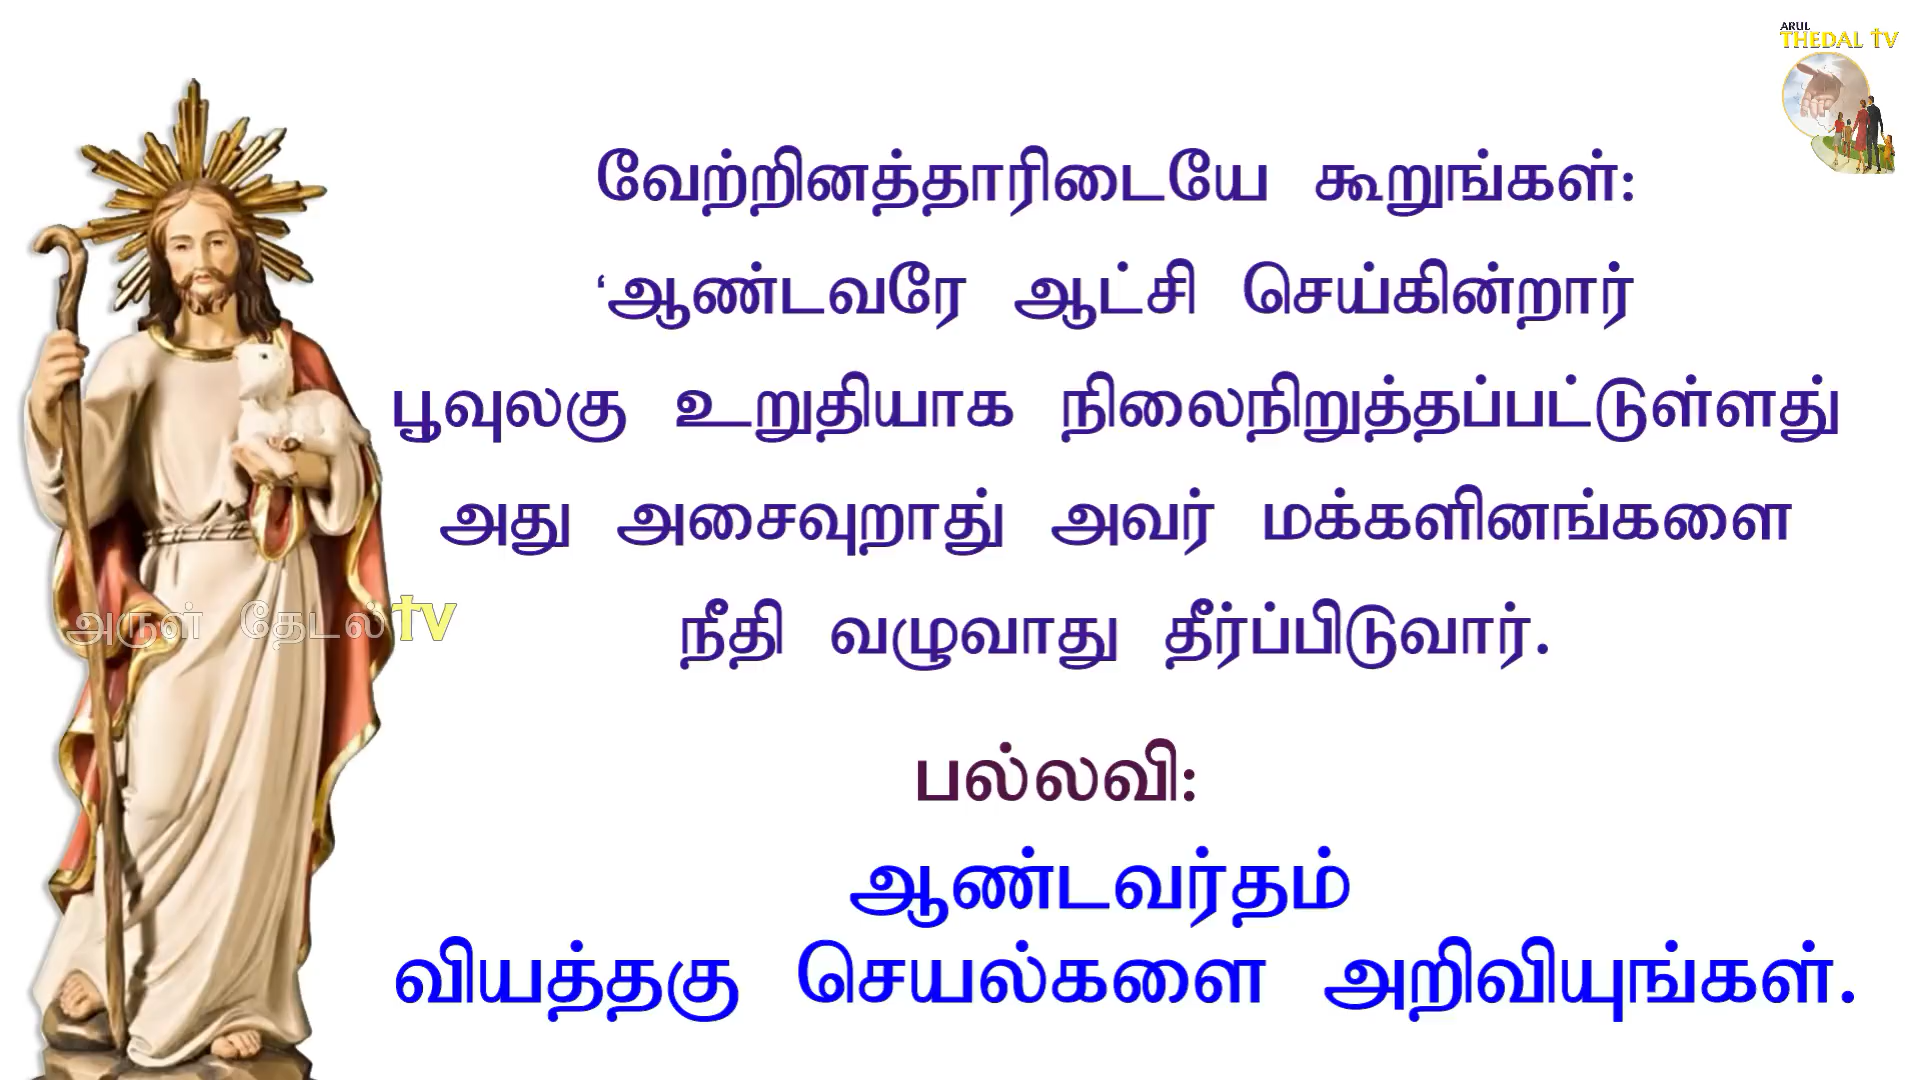 ARUL
THEDAL TV
வேற்றினத்தாரிடையே கூறுங்கள்:
‘ஆண்டவரே ஆட்சி செய்கின்றார்
பூவுலகு உறுதியாக நிலைநிறுத்தப்பட்டுள்ளது
அது அசைவுறாது அவர் மக்களினங்களை
நீதி வழுவாது தீர்ப்பிடுவார்.
அருள் தேடல் TV
பல்லவி:
ஆண்டவர்தம்
வியத்தகு செயல்களை அறிவியுங்கள்.